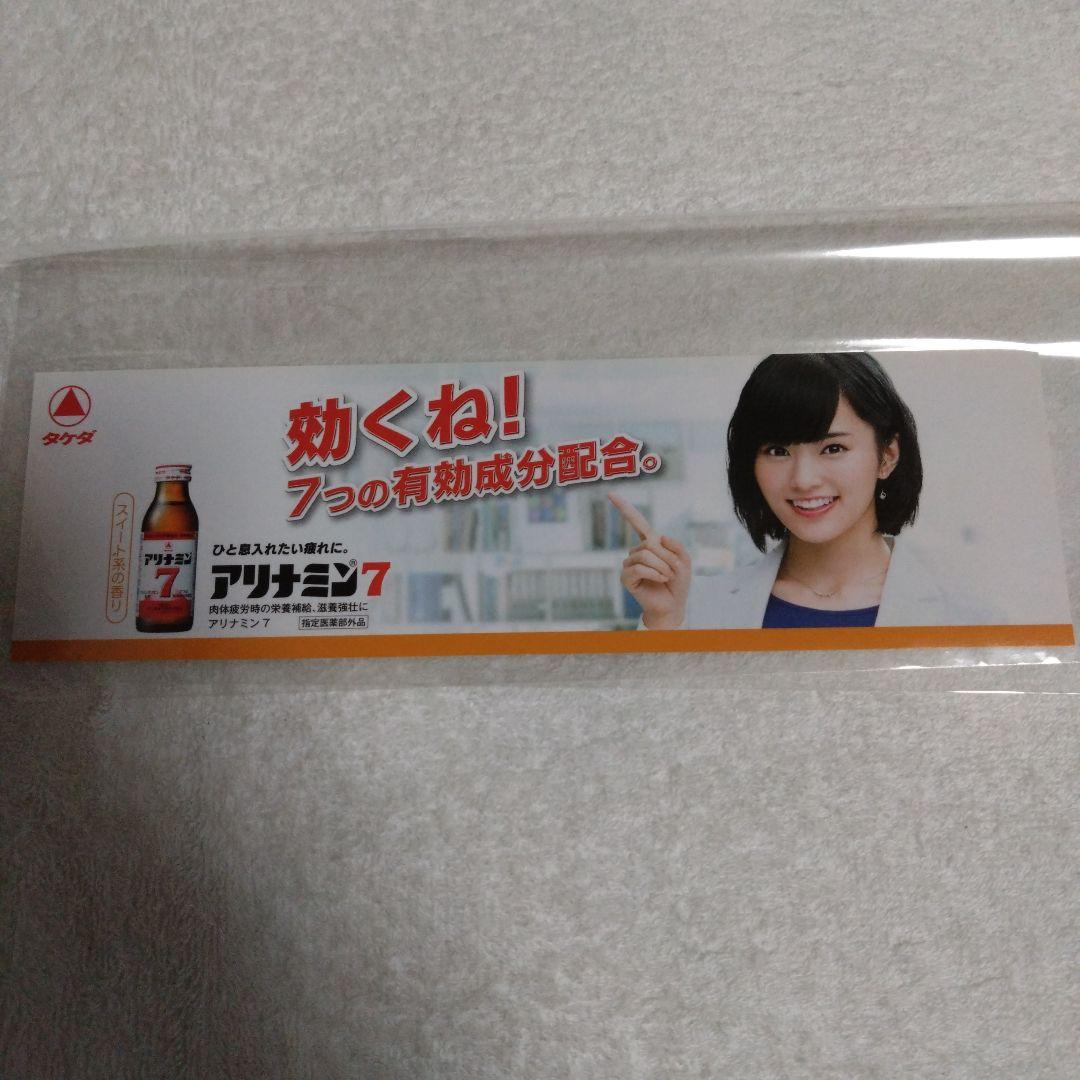 タケダ
効くね!
7つの有効成分配合。
スイート系の香り
アリナミン
7
ひと息入れたい疲れに。
アリナミン®7
肉体疲労時の栄養補給、滋養強壮に
アリナミン7 指定医薬部外品